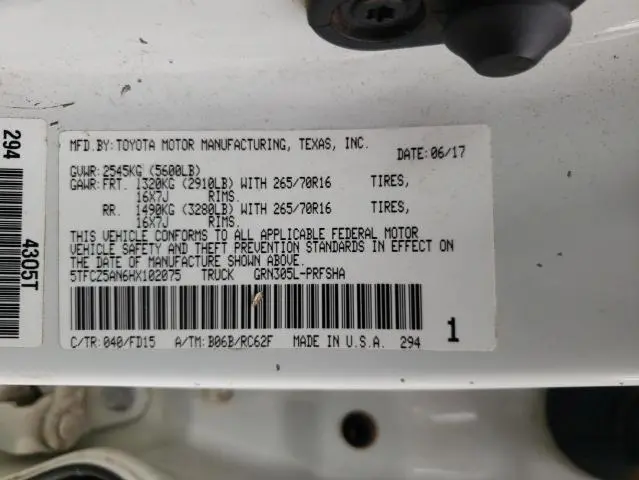 MFD.BY:TOYOTA MOTOR MANUFACTURING, TEXAS, INC.
DATE:06/17
GVWR:2545KG (5600LB)
GAWR:FRT. 1320KG (2910LB) WITH 265/70R16 TIRES,
16X7J RIMS.
RR. 1490KG (3280LB) WITH 265/70R16 TIRES,
16X7J RIMS.
THIS VEHICLE CONFORMS TO ALL APPLICABLE FEDERAL MOTOR
VEHICLE SAFETY AND THEFT PREVENTION STANDARDS IN EFFECT ON
THE DATE OF MANUFACTURE SHOWN ABOVE.
5TFCZ5AN6HX102075 TRUCK GRN305L-PRFSHA
C/TR:040/FD15 A/TM:B06B/RC62F MADE IN U.S.A. 294
1
294
4305T